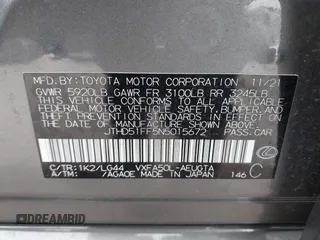 MFD.BY:TOYOTA MOTOR CORPORATION 11/21
GVWR 5920LB GAWR FR 3100LB RR 3245LB
THIS VEHICLE CONFORMS TO ALL APPLICABLE
FEDERAL MOTOR VEHICLE SAFETY, BUMPER, AND
THEFT PREVENTION STANDARDS IN EFFECT ON
THE DATE OF MANUFACTURE SHOWN ABOVE.
JTHD51FF5N5015672 PASS.CAR
C/TR:1K2/LG44 VXFA50L-AEUGTA
A/TM: /AGA0E MADE IN JAPAN 146 C
DREAMBID